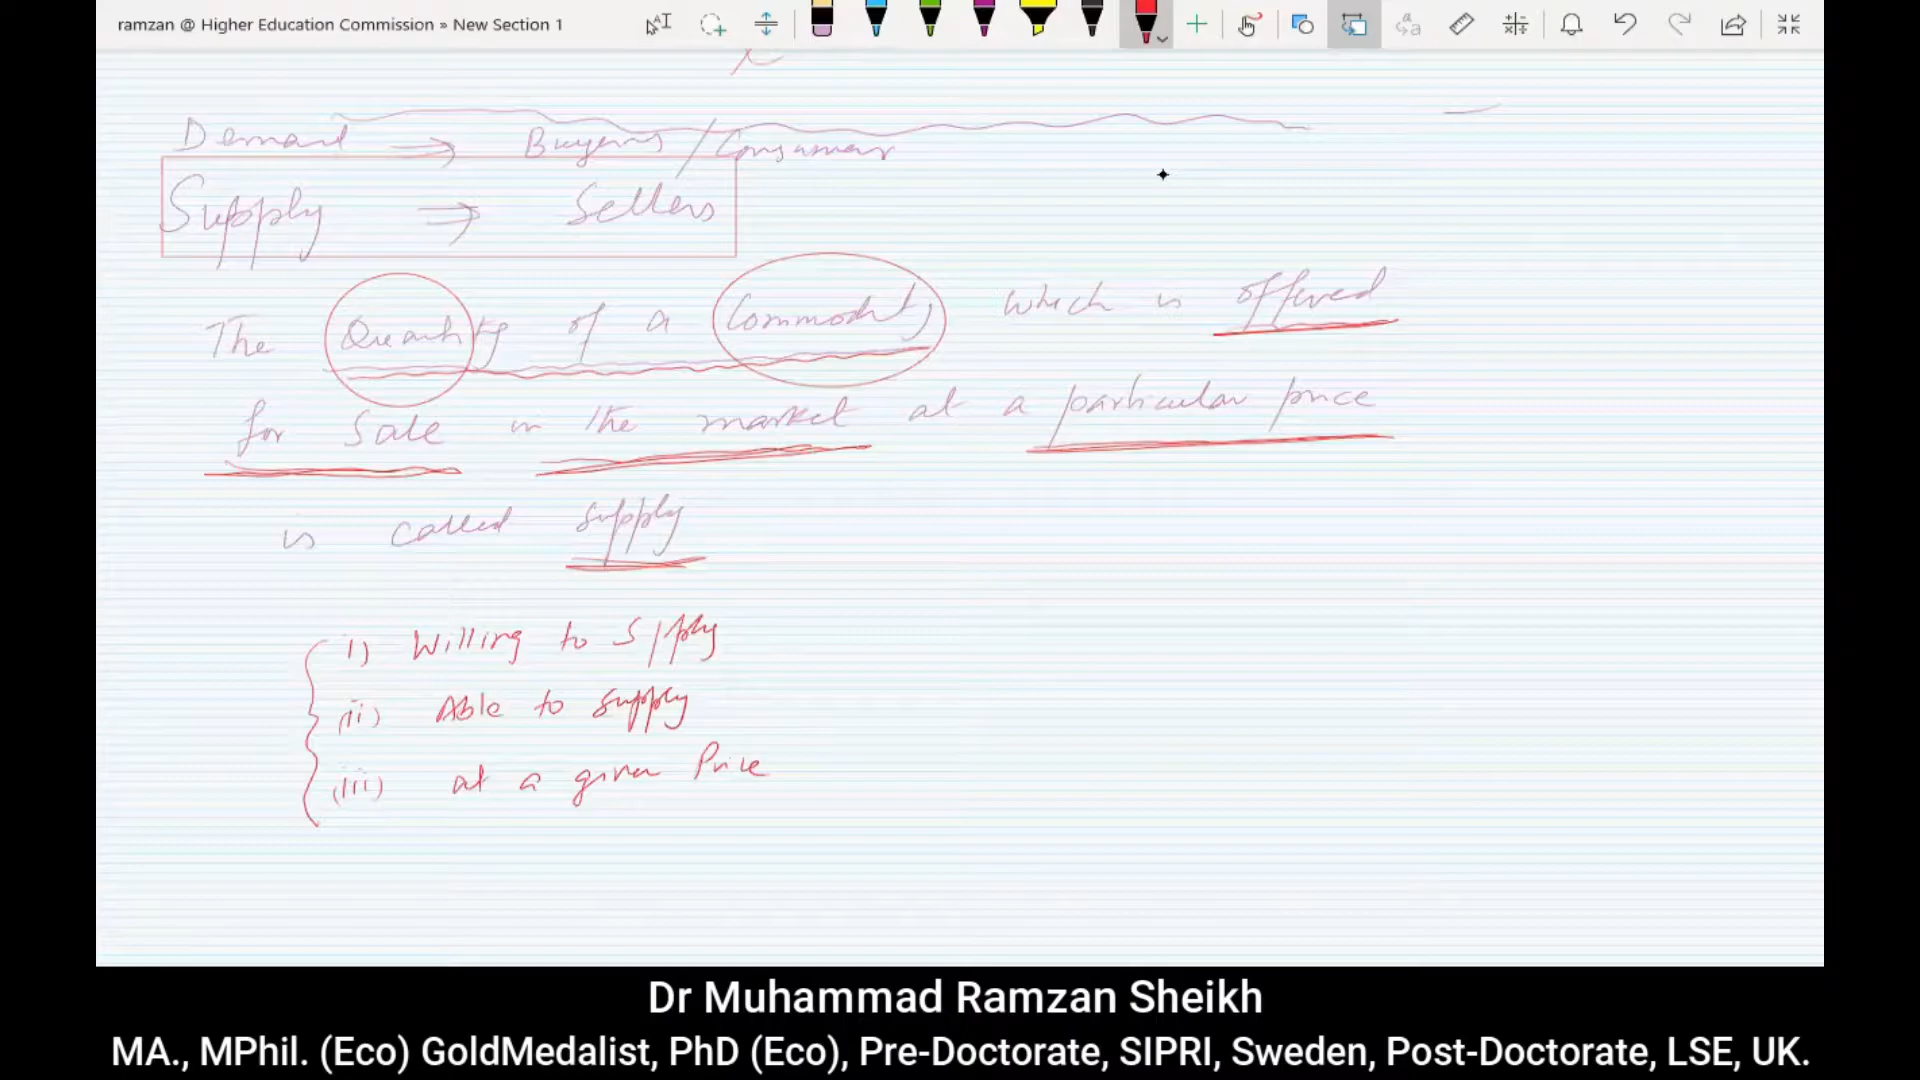 ramzan @ Higher Education Commission » New Section 1
Demand ⇒ Buyers / Consumers
Supply ⇒ Sellers
The Quantity of a Commodity which is offered
for Sale in the market at a particular price
is called supply
i) Willing to Supply
(ii) Able to supply
(iii) at a given Price
Dr Muhammad Ramzan Sheikh
MA., MPhil. (Eco) GoldMedalist, PhD (Eco), Pre-Doctorate, SIPRI, Sweden, Post-Doctorate, LSE, UK.